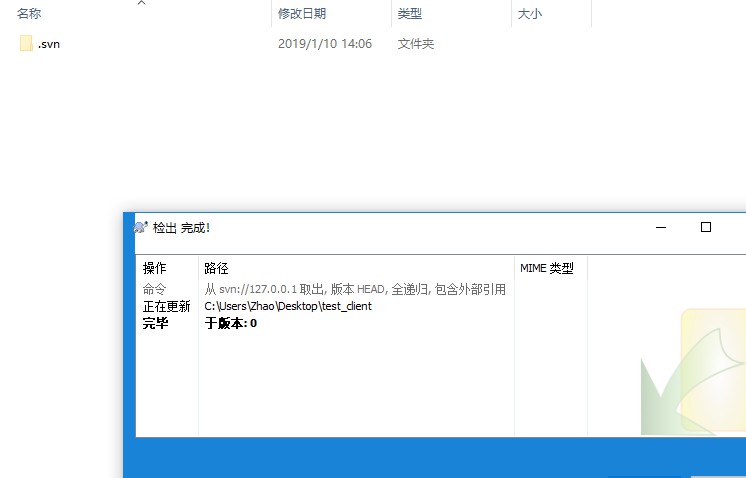 名称 修改日期 类型 大小
.svn 2019/1/10 14:06 文件夹
检出 完成!
操作 路径 MIME 类型
命令 从 svn://127.0.0.1 取出, 版本 HEAD, 全递归, 包含外部引用
正在更新 C:\Users\Zhao\Desktop\test_client
完毕 于版本: 0